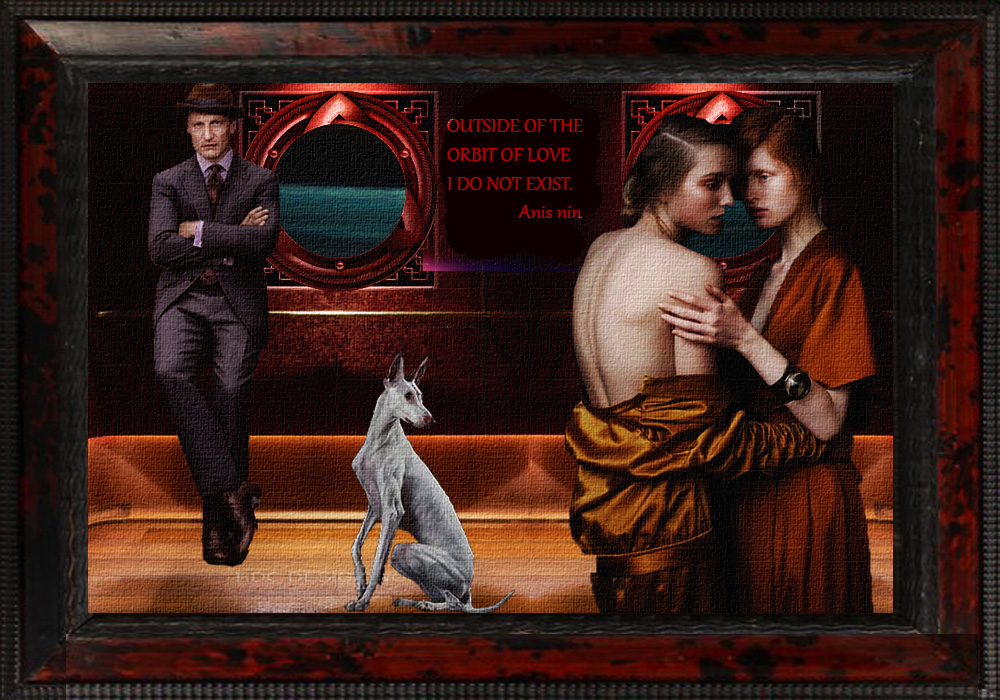 OUTSIDE OF THE
ORBIT OF LOVE
I DO NOT EXIST.
Anis nin